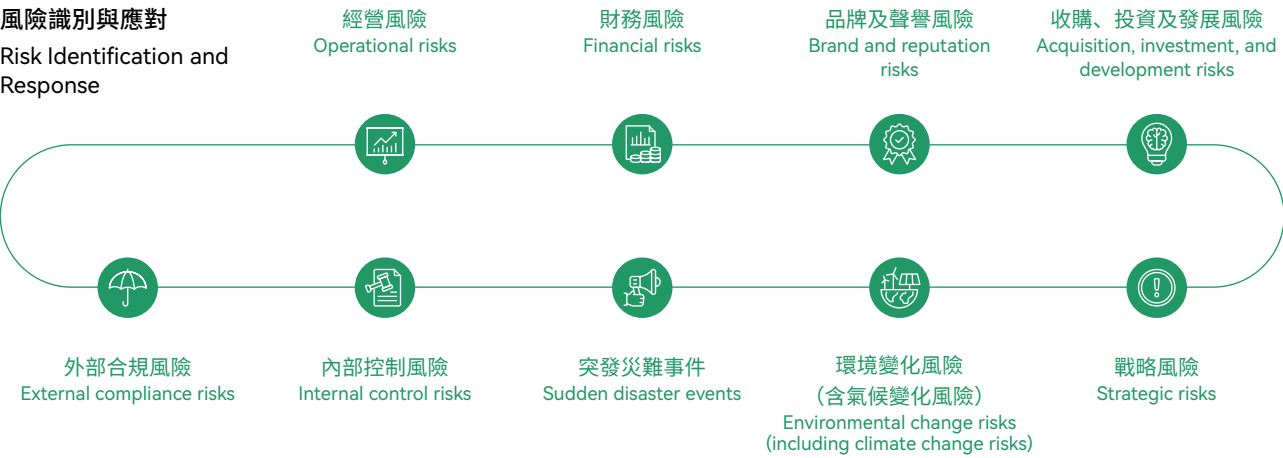 風險識別與應對
Risk Identification and
Response
經營風險
Operational risks
財務風險
Financial risks
品牌及聲譽風險
Brand and reputation
risks
收購、投資及發展風險
Acquisition, investment, and
development risks
外部合規風險
External compliance risks
內部控制風險
Internal control risks
突發災難事件
Sudden disaster events
環境變化風險
（含氣候變化風險）
Environmental change risks
(including climate change risks)
戰略風險
Strategic risks